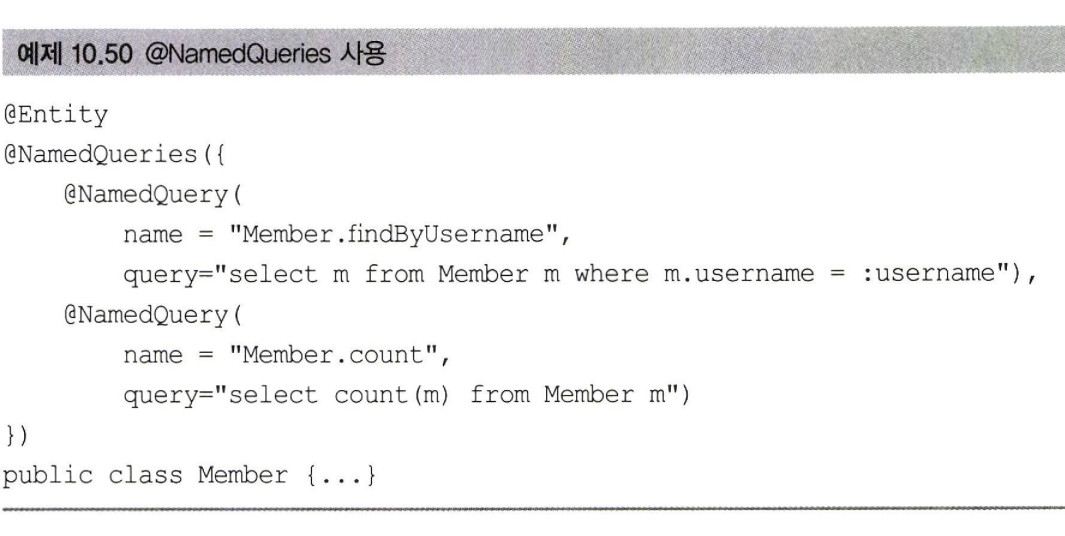 예제 10.50 @NamedQueries 사용
@Entity
@NamedQueries({
    @NamedQuery(
        name = "Member.findByUsername",
        query="select m from Member m where m.username = :username"),
    @NamedQuery(
        name = "Member.count",
        query="select count(m) from Member m")
})
public class Member {...}